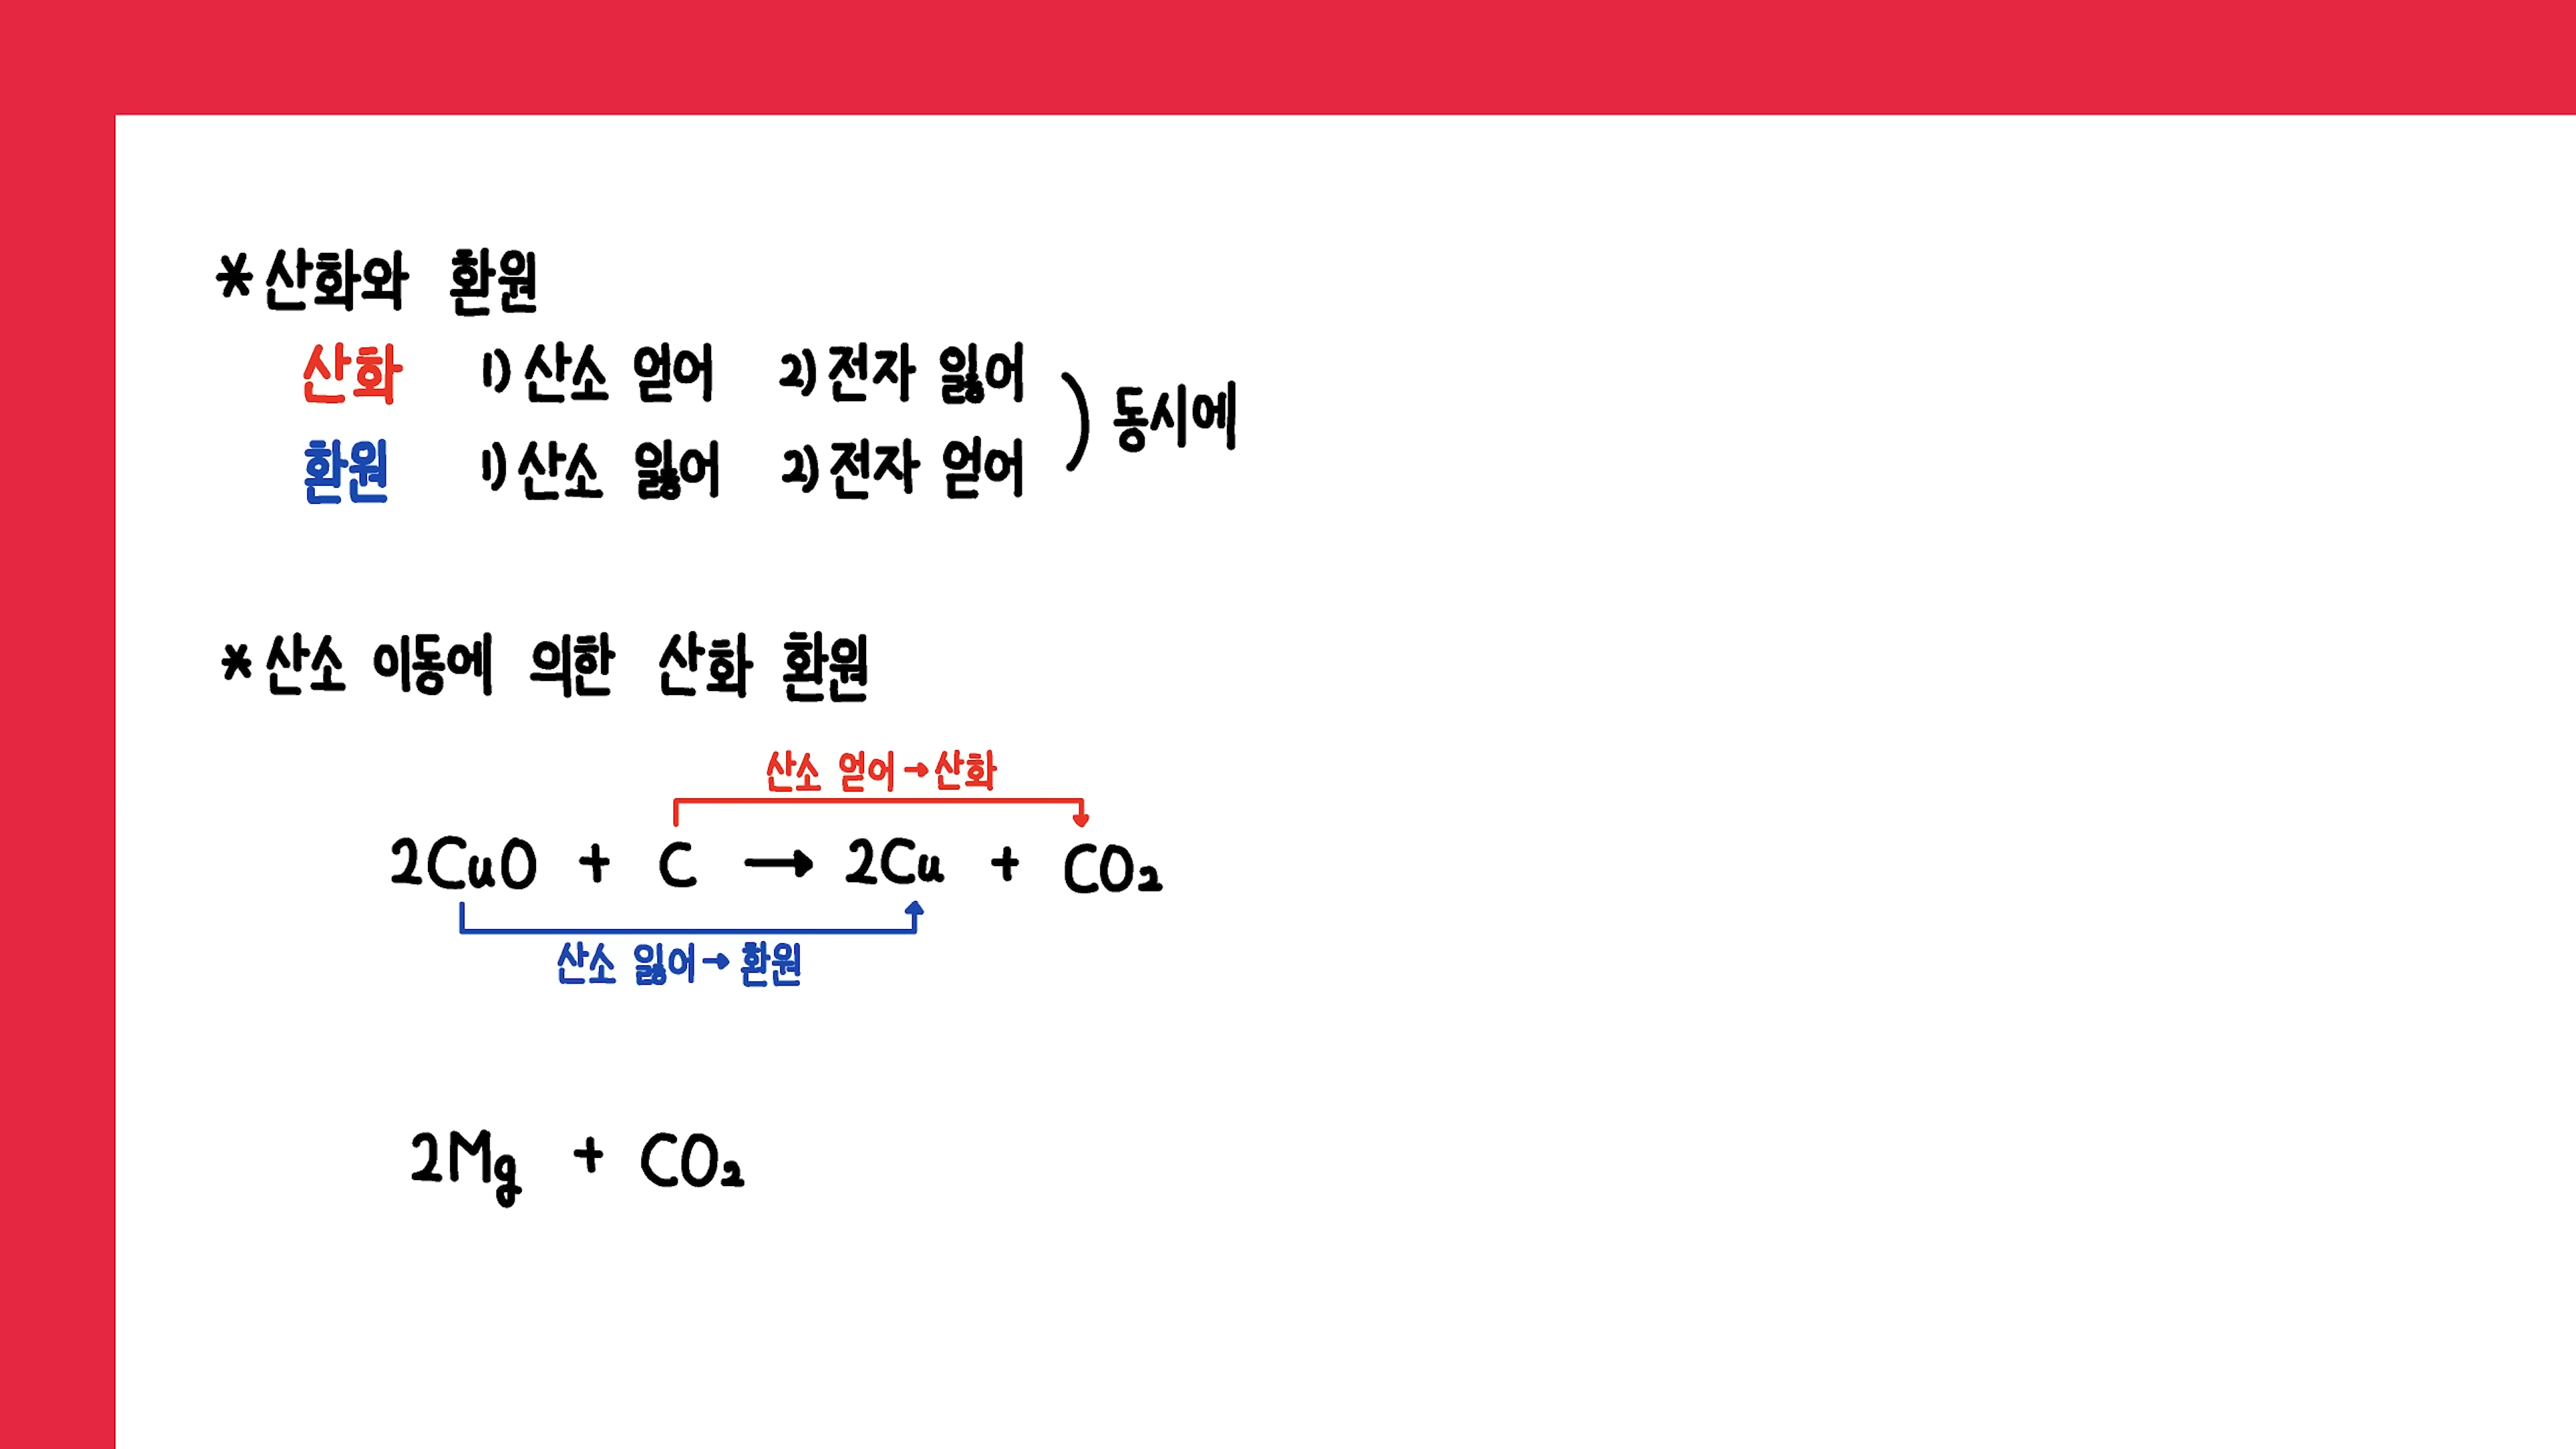 * 산화와 환원
산화 1) 산소 얻어 2) 전자 잃어
환원 1) 산소 잃어 2) 전자 얻어
) 동시에
* 산소 이동에 의한 산화 환원
산소 얻어 → 산화
2CuO + C → 2Cu + CO₂
산소 잃어 → 환원
2Mg + CO₂